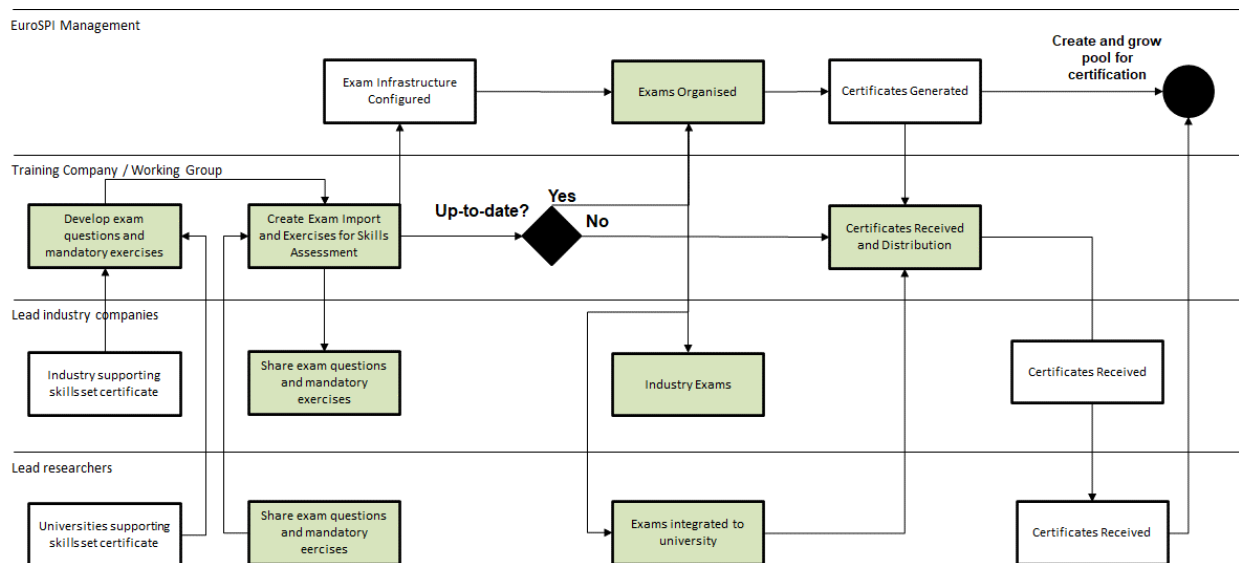 EuroSPI Management
Create and grow
pool for
certification
Exam Infrastructure
Configured
Exams Organised
Certificates Generated
Training Company / Working Group
Develop exam
questions and
mandatory exercises
Create Exam Import
and Exercises for Skills
Assessment
Up-to-date?
Yes
No
Certificates Received
and Distribution
Lead industry companies
Industry supporting
skills set certificate
Share exam questions
and mandatory
exercises
Industry Exams
Certificates Received
Lead researchers
Universities supporting
skills set certificate
Share exam questions
and mandatory
eercises
Exams integrated to
university
Certificates Received